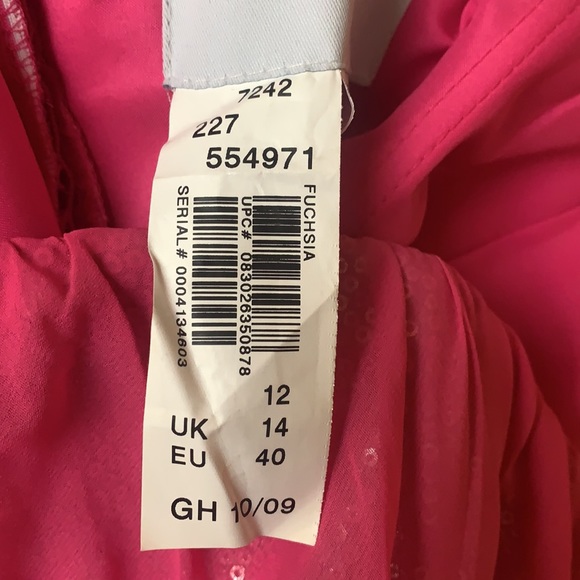 7242
227
554971
FUCHSIA
UPC# 083026350878
SERIAL# 0004134603
12
UK 14
EU 40
GH 10/09